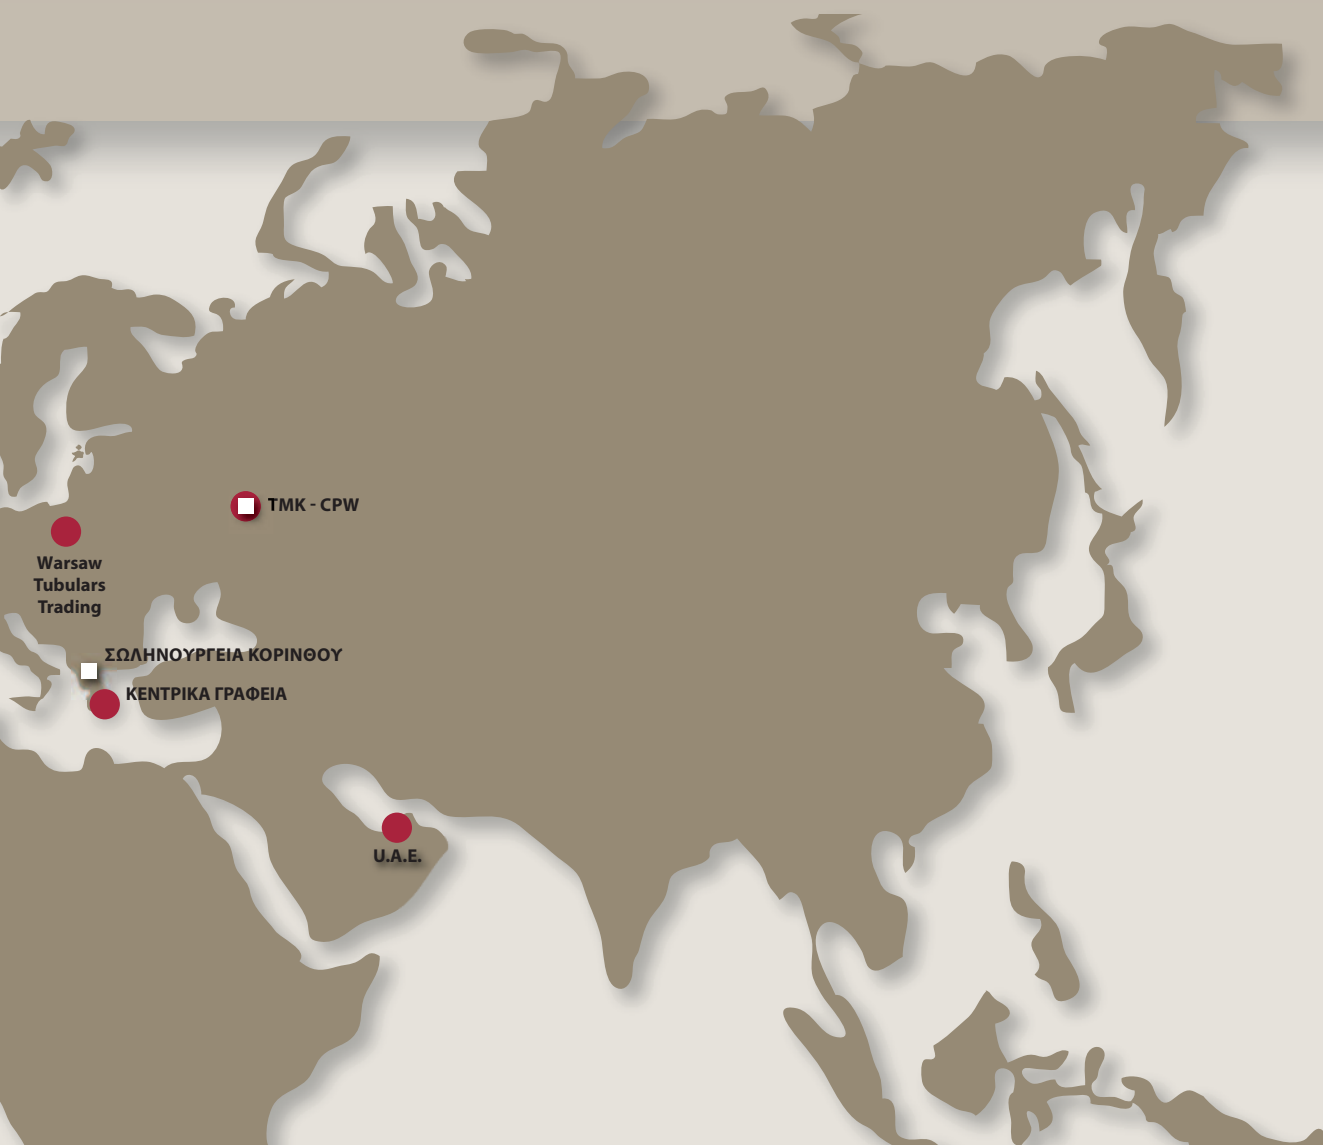 TMK - CPW
Warsaw
Tubulars
Trading
ΣΩΛΗΝΟΥΡΓΕΙΑ ΚΟΡΙΝΘΟΥ
ΚΕΝΤΡΙΚΑ ΓΡΑΦΕΙΑ
U.A.E.